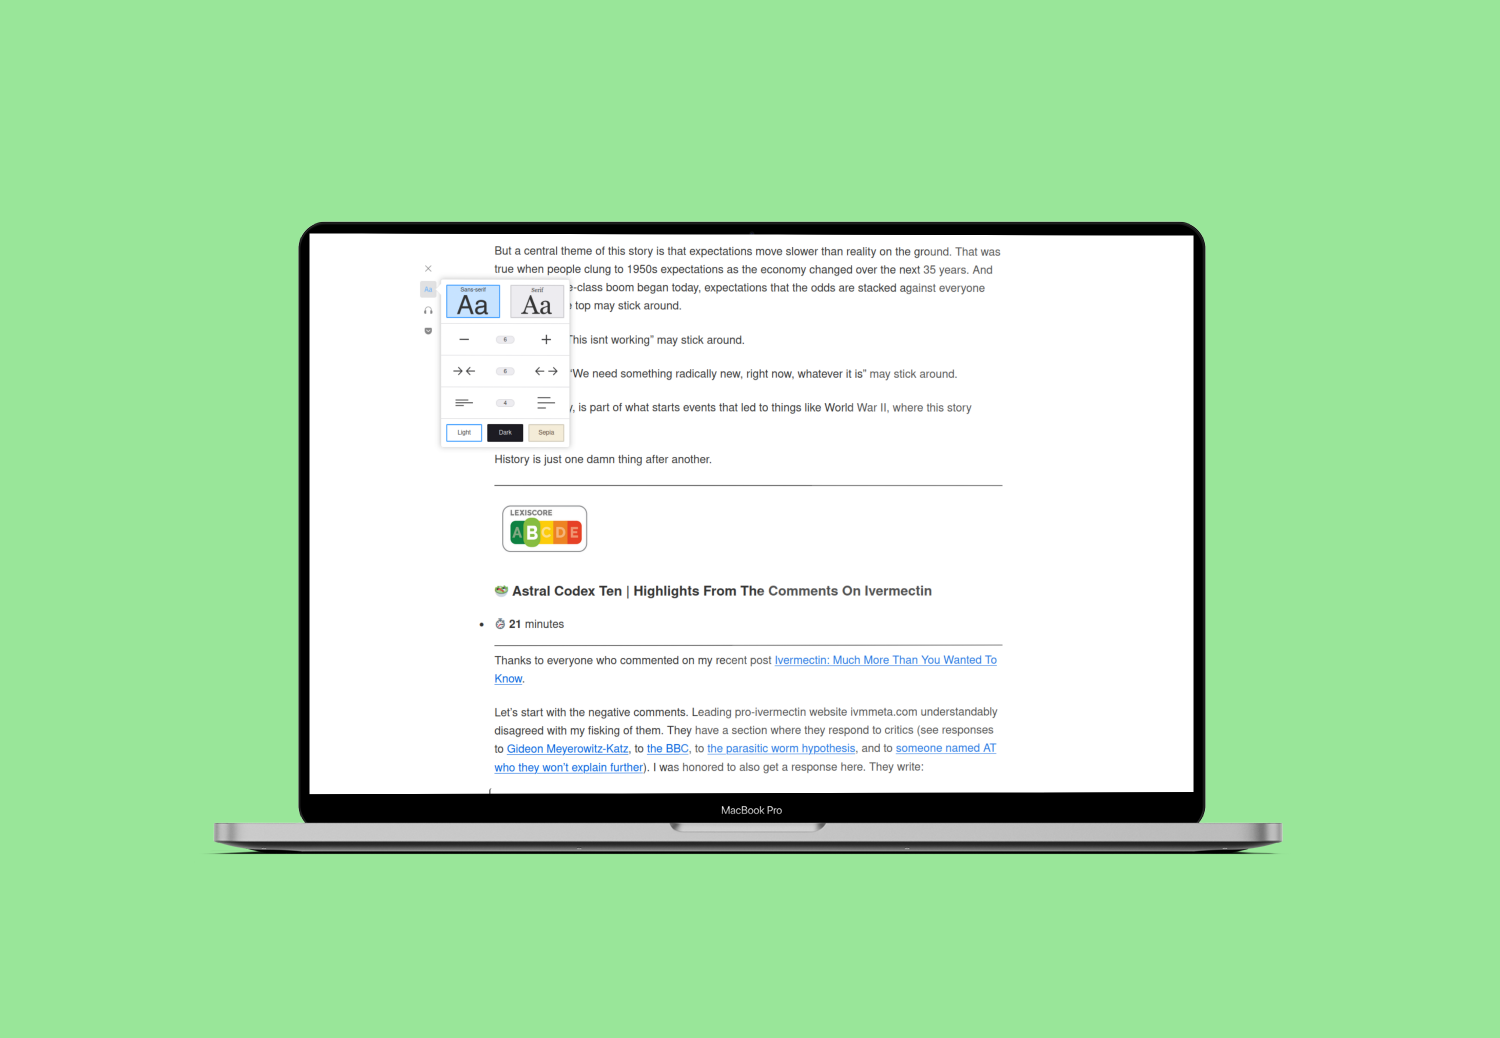 But a central theme of this story is that expectations move slower than reality on the ground. That was
true when people clung to 1950s expectations as the economy changed over the next 35 years. And
e-class boom began today, expectations that the odds are stacked against everyone
top may stick around.
This isnt working” may stick around.
“We need something radically new, right now, whatever it is” may stick around.
y, is part of what starts events that led to things like World War II, where this story
Aa
Sans-serif
Aa
Serif
Aa
6
6
4
Light
Dark
Sepia
History is just one damn thing after another.
LEXISCORE
A B C D E
Astral Codex Ten | Highlights From The Comments On Ivermectin
• 21 minutes
Thanks to everyone who commented on my recent post Ivermectin: Much More Than You Wanted To
Know.
Let’s start with the negative comments. Leading pro-ivermectin website ivmmeta.com understandably
disagreed with my fisking of them. They have a section where they respond to critics (see responses
to Gideon Meyerowitz-Katz, to the BBC, to the parasitic worm hypothesis, and to someone named AT
who they won’t explain further). I was honored to also get a response here. They write:
MacBook Pro